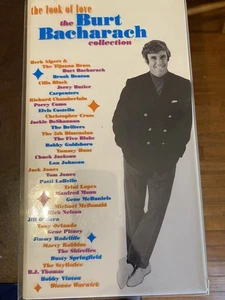 the look of love
the Burt
Bacharach
collection
Herb Alpert &
The Tijuana Brass
Burt Bacharach
Brook Benton
Cilla Black
Jerry Butler
Carpenters
Richard Chamberlain
Perry Como
Elvis Costello
Christopher Cross
Jackie DeShannon
The Drifters
The 5th Dimension
The Five Blobs
Bobby Goldsboro
Tommy Hunt
Chuck Jackson
Lou Johnson
Jack Jones
Tom Jones
Patti LaBelle
Trini Lopez
Manfred Mann
Gene McDaniels
Michael McDonald
Rick Nelson
Jill O'Hara
Tony Orlando
Gene Pitney
Jimmy Radcliffe
Marty Robbins
The Shirelles
Dusty Springfield
The Stylistics
B.J. Thomas
Bobby Vinton
Dionne Warwick